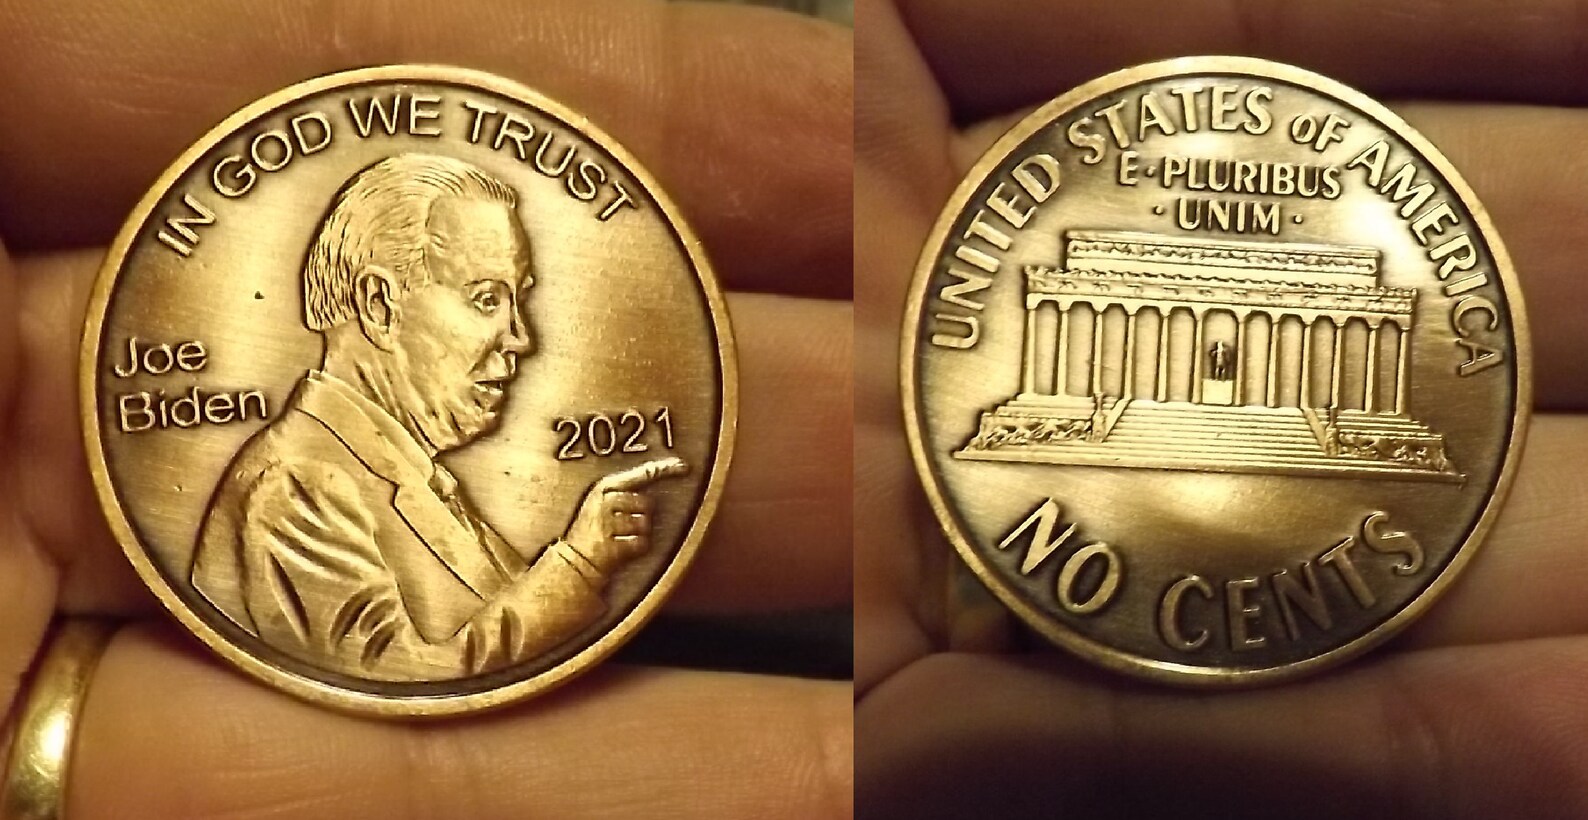 IN GOD WE TRUST
Joe
Biden
2021
UNITED STATES oF AMERICA
E·PLURIBUS
·UNIM·
NO CENTS